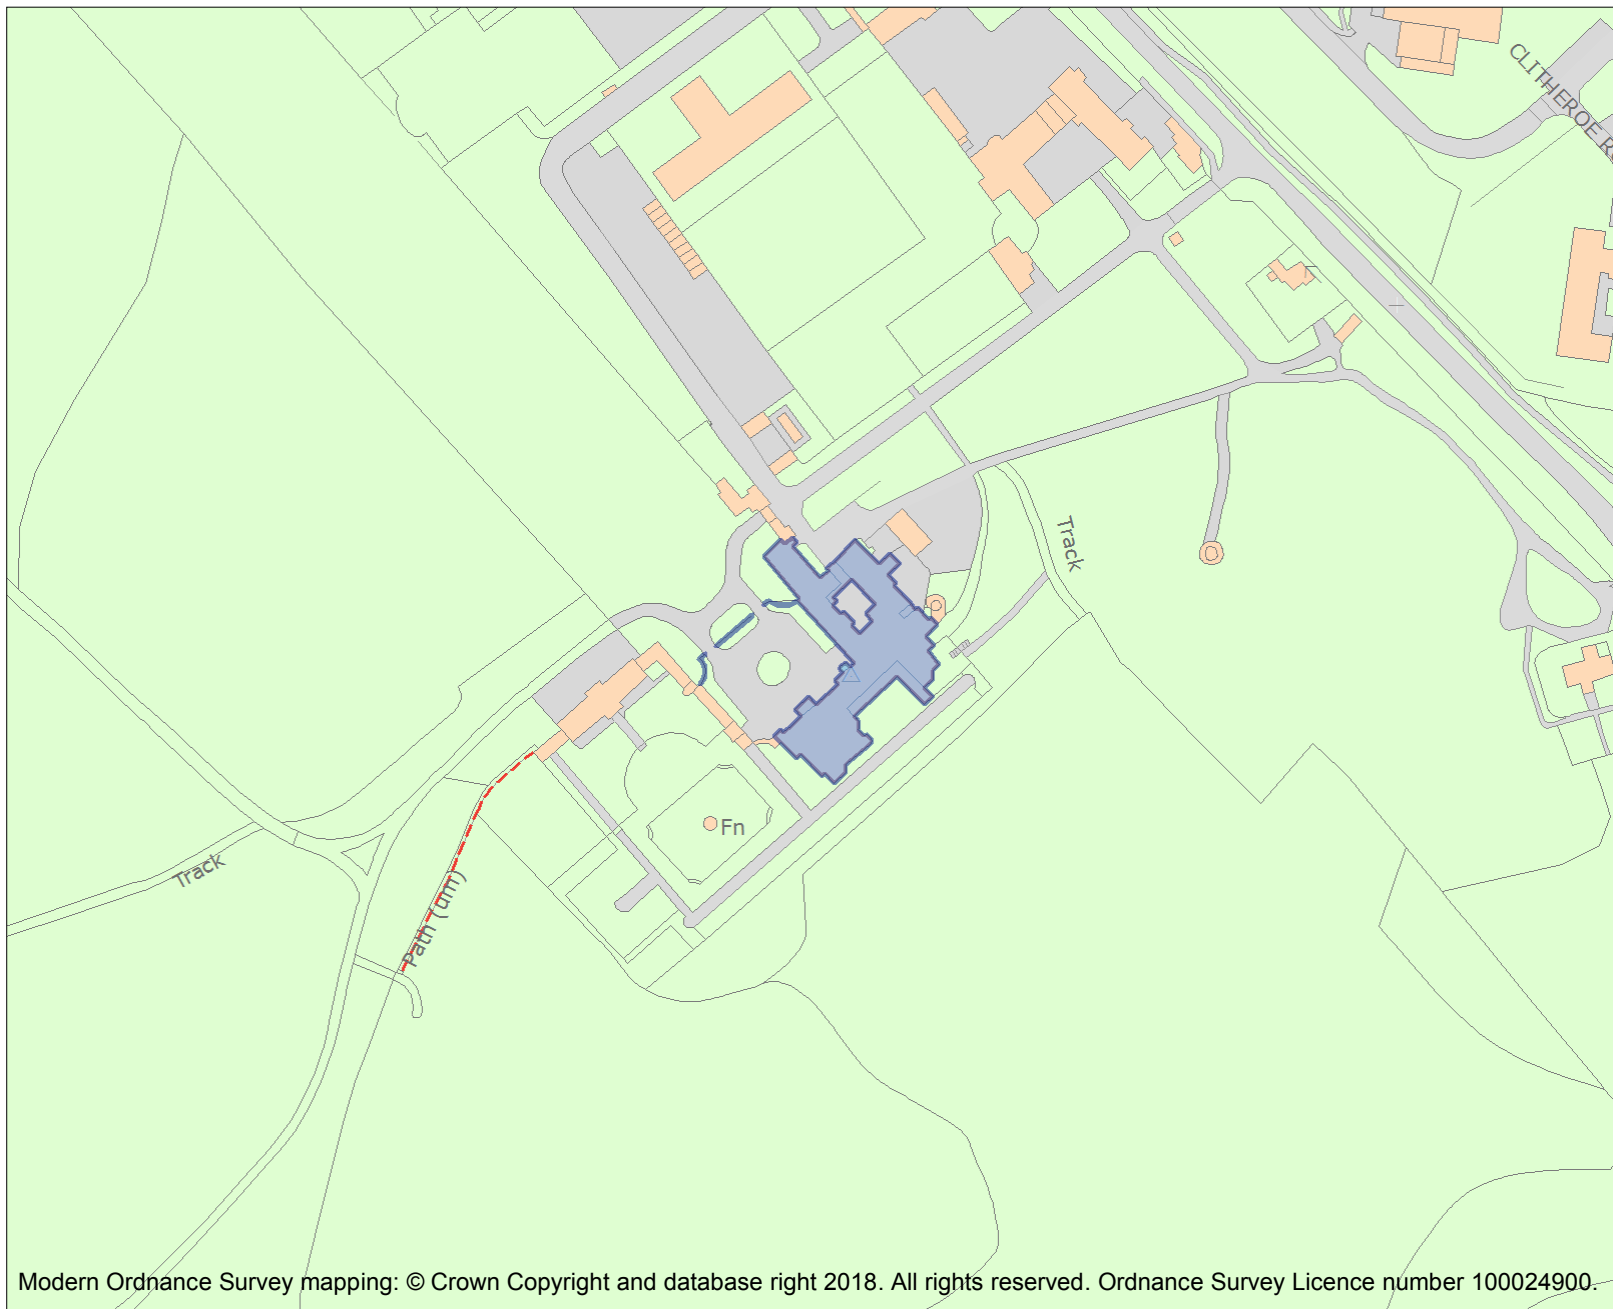 CLITHEROE R
Track
Fn
Track
Path (um)
Modern Ordnance Survey mapping: © Crown Copyright and database right 2018. All rights reserved. Ordnance Survey Licence number 100024900.